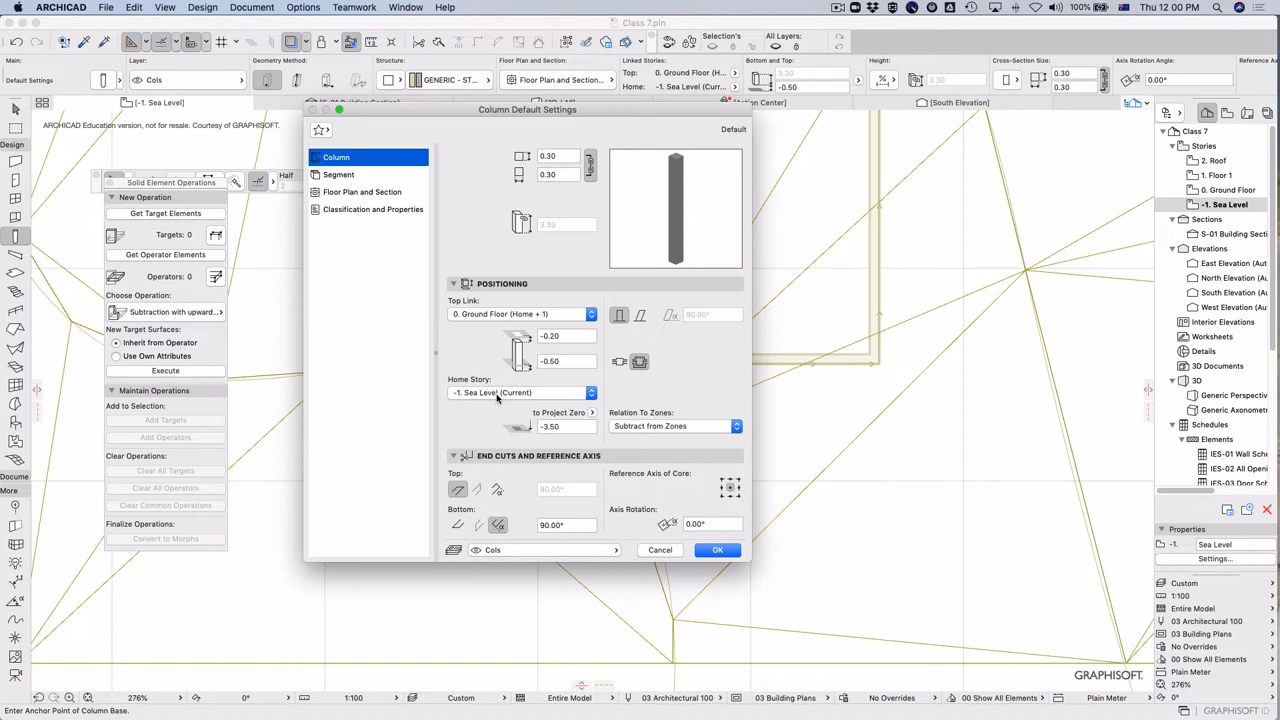 ARCHICAD File Edit View Design Document Options Teamwork Window Help
100% Thu 12 00 PM
Class 7.pln
Selection's
All Layers:
Main:
Layer:
Geometry Method:
Structure:
Floor Plan and Section:
Linked Stories:
Bottom and Top:
Height:
Cross-Section Size:
Axis Rotation Angle:
Reference Ax
Default Settings
Cols
GENERIC - ST...
Floor Plan and Section...
Top: 0. Ground Floor (H...
Home: -1. Sea Level (Curr...
3.30
-0.50
3.30
0.30
0.30
0.00°
[-1. Sea Level]
[South Elevation]
ARCHICAD Education version, not for resale. Courtesy of GRAPHISOFT.
Design
Docume
More
Half
2
Solid Element Operations
New Operation
Get Target Elements
Targets: 0
Get Operator Elements
Operators: 0
Choose Operation:
Subtraction with upward...
New Target Surfaces:
Inherit from Operator
Use Own Attributes
Execute
Maintain Operations
Add to Selection:
Add Targets
Add Operators
Clear Operations:
Clear All Targets
Clear All Operators
Clear Common Operations
Finalize Operations:
Convert to Morphs
Column Default Settings
Default
Column
Segment
Floor Plan and Section
Classification and Properties
0.30
0.30
3.30
POSITIONING
Top Link:
0. Ground Floor (Home + 1)
-0.20
-0.50
90.00°
Home Story:
-1. Sea Level (Current)
to Project Zero
-3.50
Relation To Zones:
Subtract from Zones
END CUTS AND REFERENCE AXIS
Top:
90.00°
Bottom:
90.00°
Reference Axis of Core:
Axis Rotation:
0.00°
Cols
Cancel
OK
Class 7
Stories
2. Roof
1. Floor 1
0. Ground Floor
-1. Sea Level
Sections
S-01 Building Secti
Elevations
East Elevation (Aut
North Elevation (Au
South Elevation (Au
West Elevation (Aut
Interior Elevations
Worksheets
Details
3D Documents
3D
Generic Perspectiv
Generic Axonometr
Schedules
Elements
IES-01 Wall Sche
IES-02 All Openi
IES-03 Door Sch
Properties
-1. Sea Level
Settings...
Custom
1:100
Entire Model
03 Architectural 100
03 Building Plans
No Overrides
00 Show All Elements
Plain Meter
276%
0°
GRAPHISOFT.
276% 0° 1:100 Custom Entire Model 03 Architectural 100 03 Building Plans No Overrides 00 Show All Elements Plain Meter
Enter Anchor Point of Column Base.
GRAPHISOFT ID